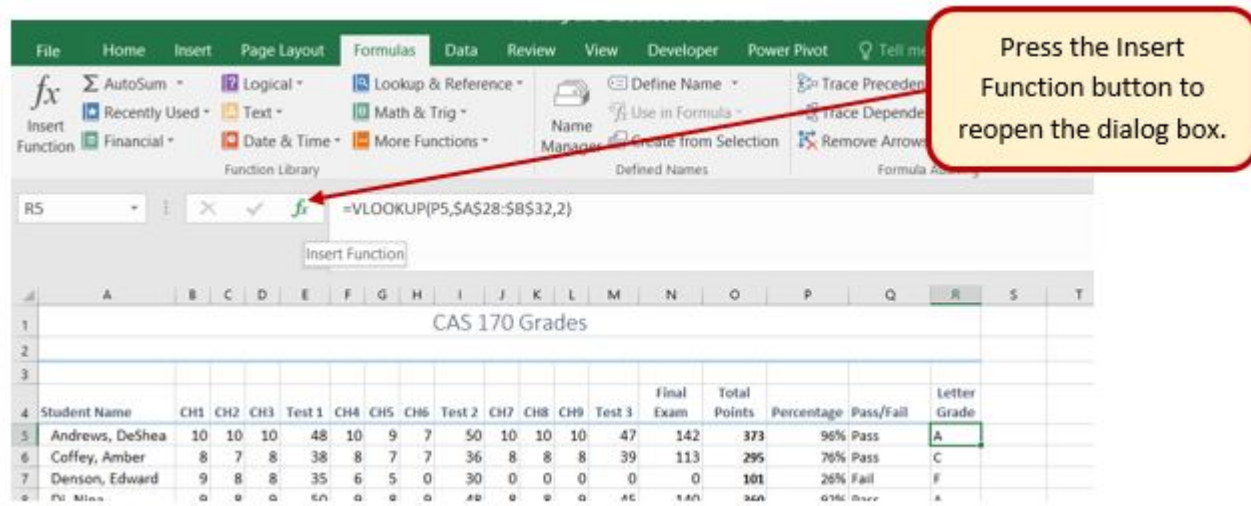 File Home Insert Page Layout Formulas Data Review View Developer Power Pivot Tell me
Press the Insert
Function button to
reopen the dialog box.
fx Insert Function
AutoSum
Recently Used
Financial
Logical
Text
Date & Time
Lookup & Reference
Math & Trig
More Functions
Function Library
Name Manager
Define Name
Use in Formula
Create from Selection
Defined Names
Trace
Trace
Remove Arrows
Formula
R5 fx =VLOOKUP(P5,$A$28:$B$32,2)
Insert Function
A B C D E F G H I J K L M N O P Q R S T
1 CAS 170 Grades
2
3
Final Total Letter
4 Student Name CH1 CH2 CH3 Test 1 CH4 CH5 CH6 Test 2 CH7 CH8 CH9 Test 3 Exam Points Percentage Pass/Fail Grade
5 Andrews, DeShea 10 10 10 48 10 9 7 50 10 10 10 47 142 373 96% Pass A
6 Coffey, Amber 8 7 8 38 8 7 7 36 8 8 8 39 113 295 76% Pass C
7 Denson, Edward 9 8 8 35 6 5 0 30 0 0 0 0 0 101 26% Fail F